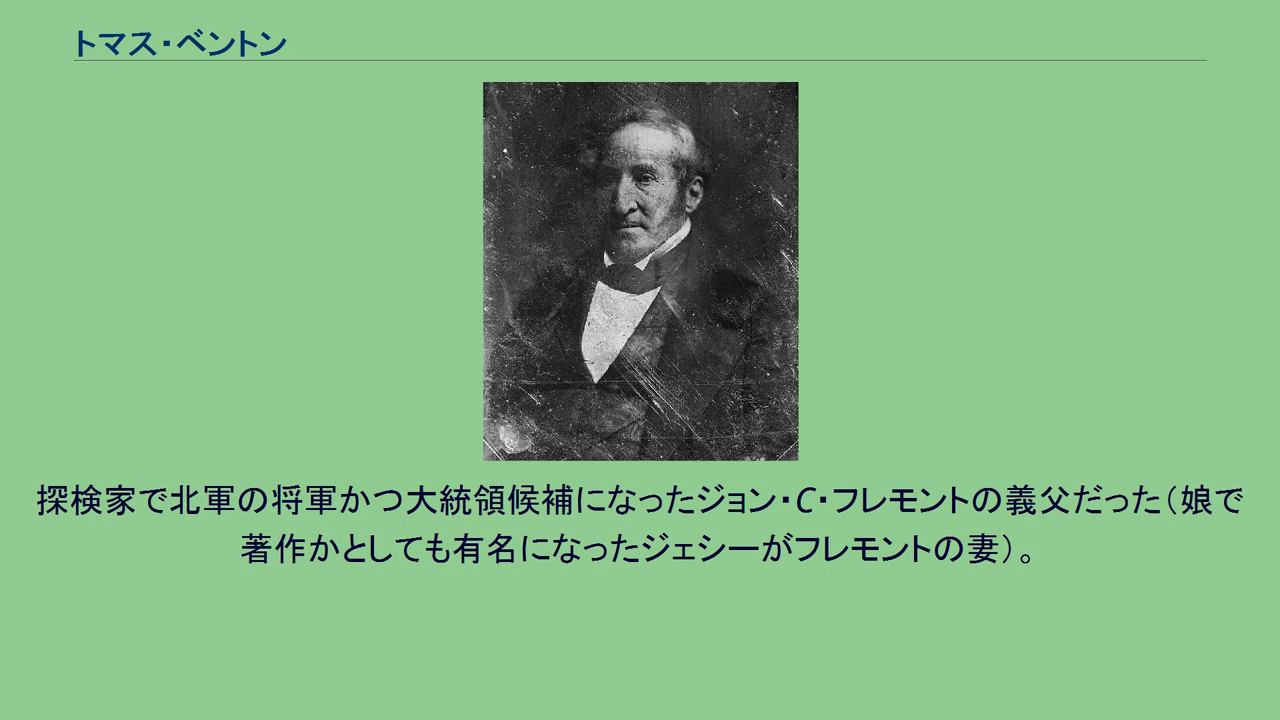 トマス・ベントン
探検家で北軍の将軍かつ大統領候補になったジョン・C・フレモントの義父だった（娘で
著作かとしても有名になったジェシーがフレモントの妻）。